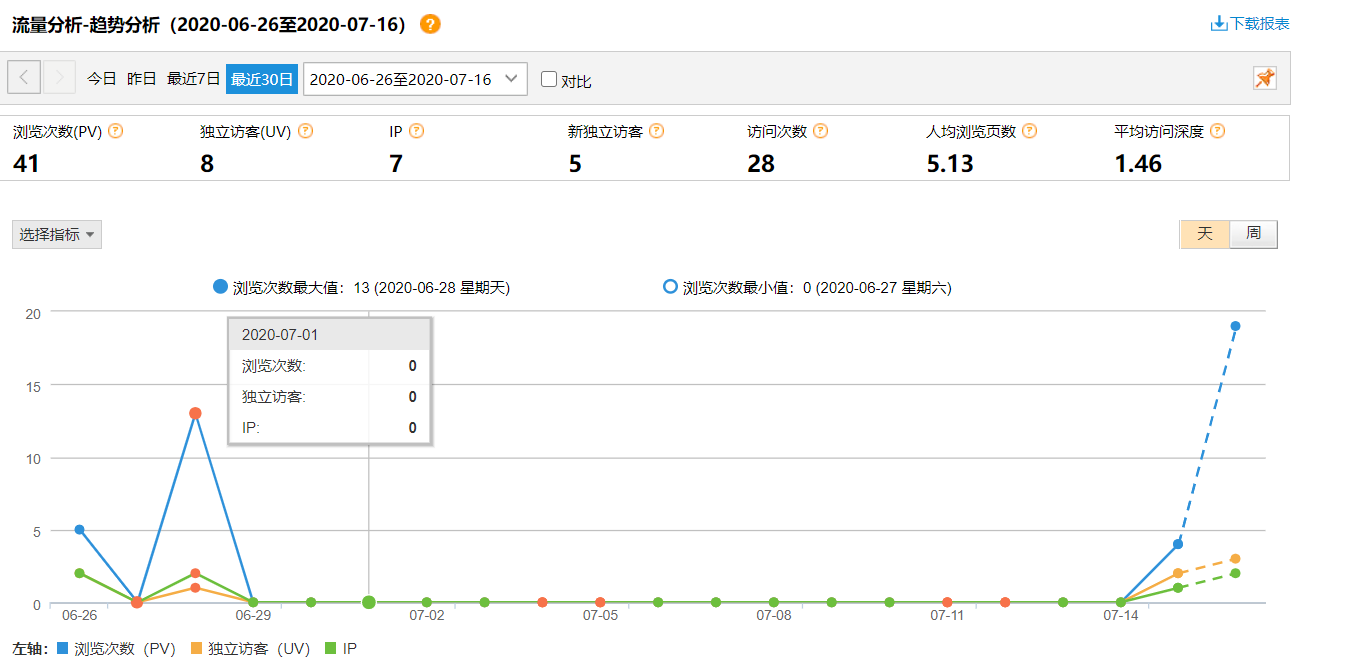 流量分析-趋势分析（2020-06-26至2020-07-16） ?
下载报表
今日 昨日 最近7日 最近30日 2020-06-26至2020-07-16 对比
浏览次数(PV) ? 独立访客(UV) ? IP ? 新独立访客 ? 访问次数 ? 人均浏览页数 ? 平均访问深度 ?
41 8 7 5 28 5.13 1.46
选择指标 天 周
浏览次数最大值：13 (2020-06-28 星期天) 浏览次数最小值：0 (2020-06-27 星期六)
20
15
10
5
0
2020-07-01
浏览次数: 0
独立访客: 0
IP: 0
06-26 06-29 07-02 07-05 07-08 07-11 07-14
左轴: 浏览次数（PV） 独立访客（UV） IP